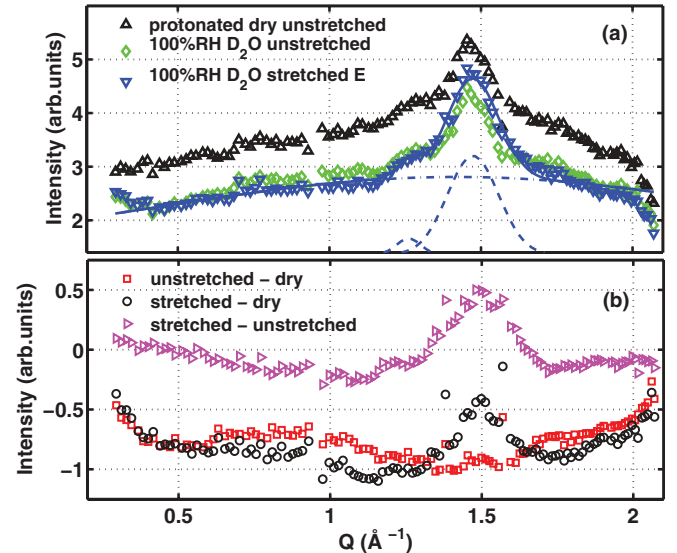 protonated dry unstretched
100%RH D₂O unstretched
100%RH D₂O stretched E
(a)
Intensity (arb.units)
5
4
3
2
unstretched − dry
stretched − dry
stretched − unstretched
(b)
Intensity (arb.units)
0.5
0
−0.5
−1
0.5 1 1.5 2
Q (Å ⁻¹)